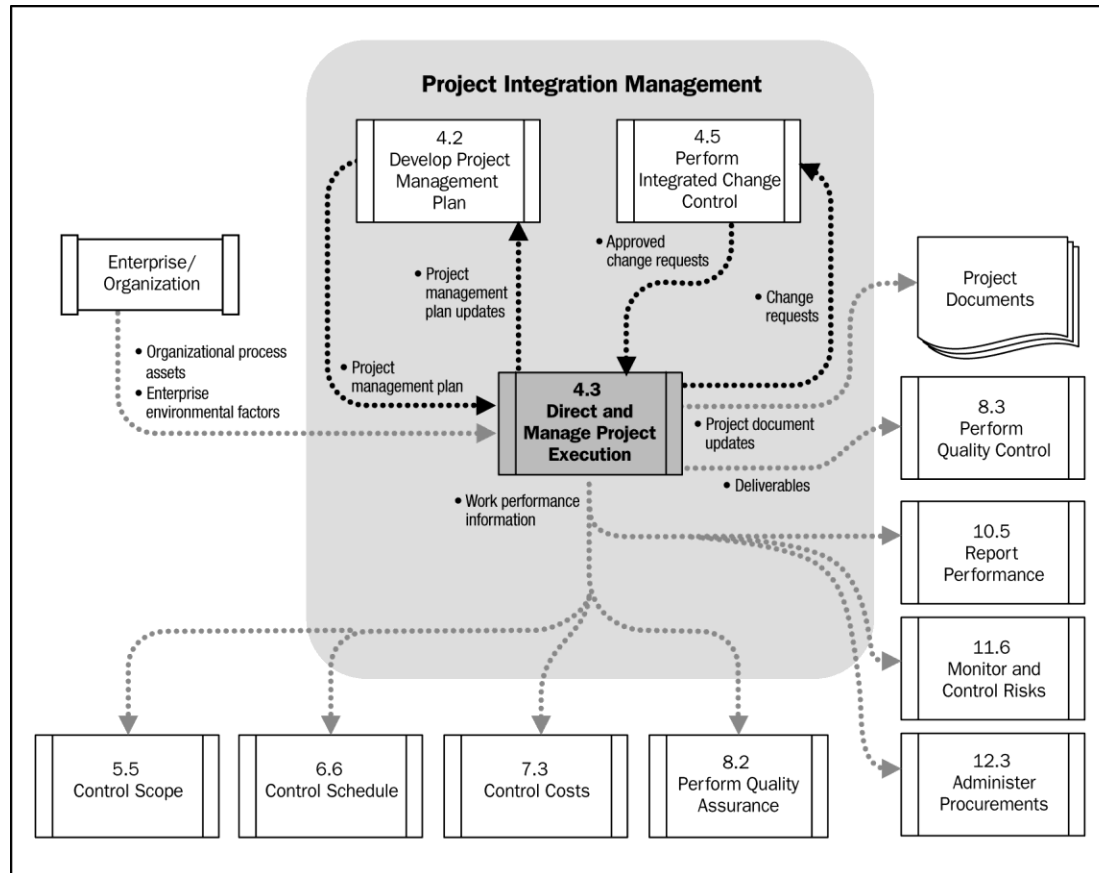 Project Integration Management
4.2
Develop Project
Management
Plan
4.5
Perform
Integrated Change
Control
Enterprise/
Organization
• Approved
change requests
• Project
management
plan updates
• Change
requests
Project
Documents
• Organizational process
assets
• Enterprise
environmental factors
• Project
management plan
4.3
Direct and
Manage Project
Execution
• Project document
updates
8.3
Perform
Quality Control
• Deliverables
• Work performance
information
10.5
Report
Performance
11.6
Monitor and
Control Risks
5.5
Control Scope
6.6
Control Schedule
7.3
Control Costs
8.2
Perform Quality
Assurance
12.3
Administer
Procurements